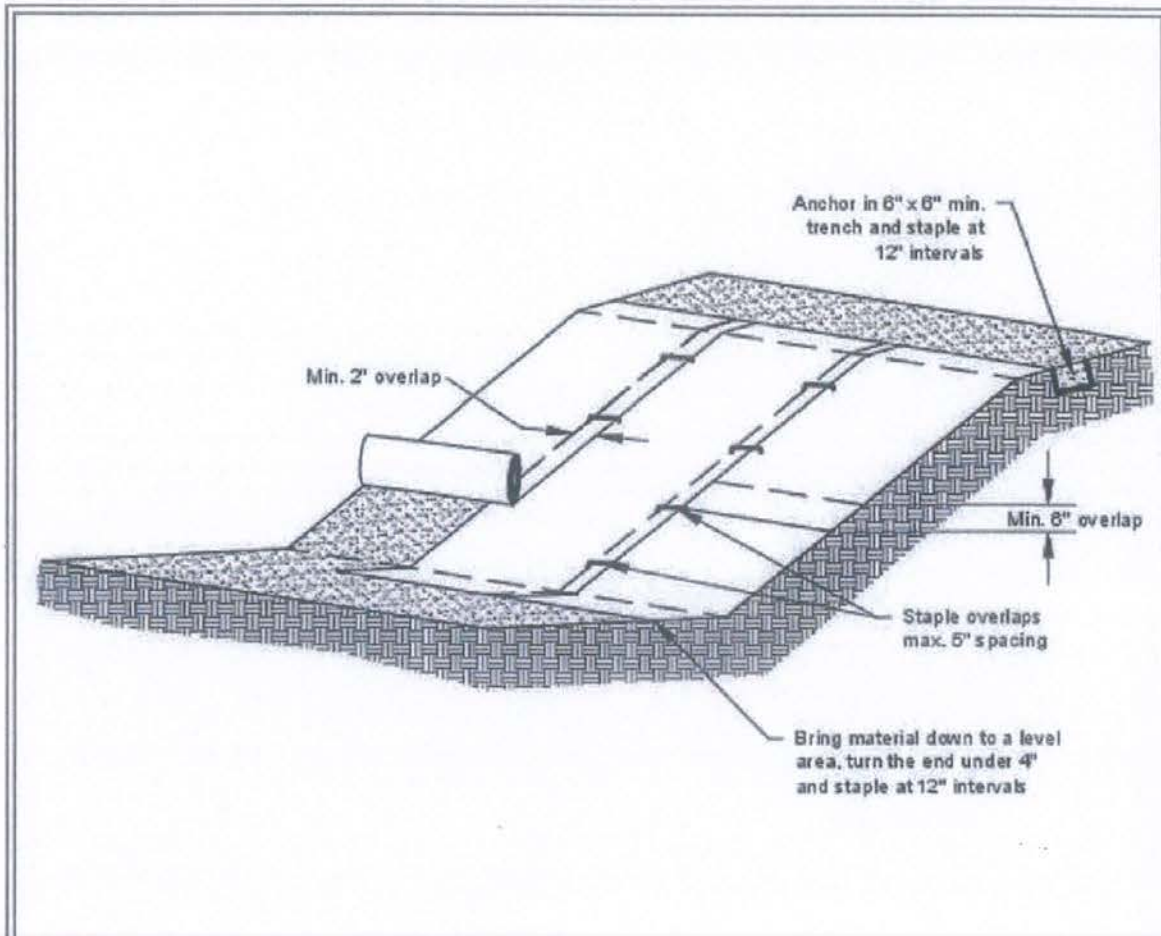 Anchor in 6" x 6" min.
trench and staple at
12" intervals
Min. 2" overlap
Min. 6" overlap
Staple overlaps
max. 5" spacing
Bring material down to a level
area, turn the end under 4"
and staple at 12" intervals